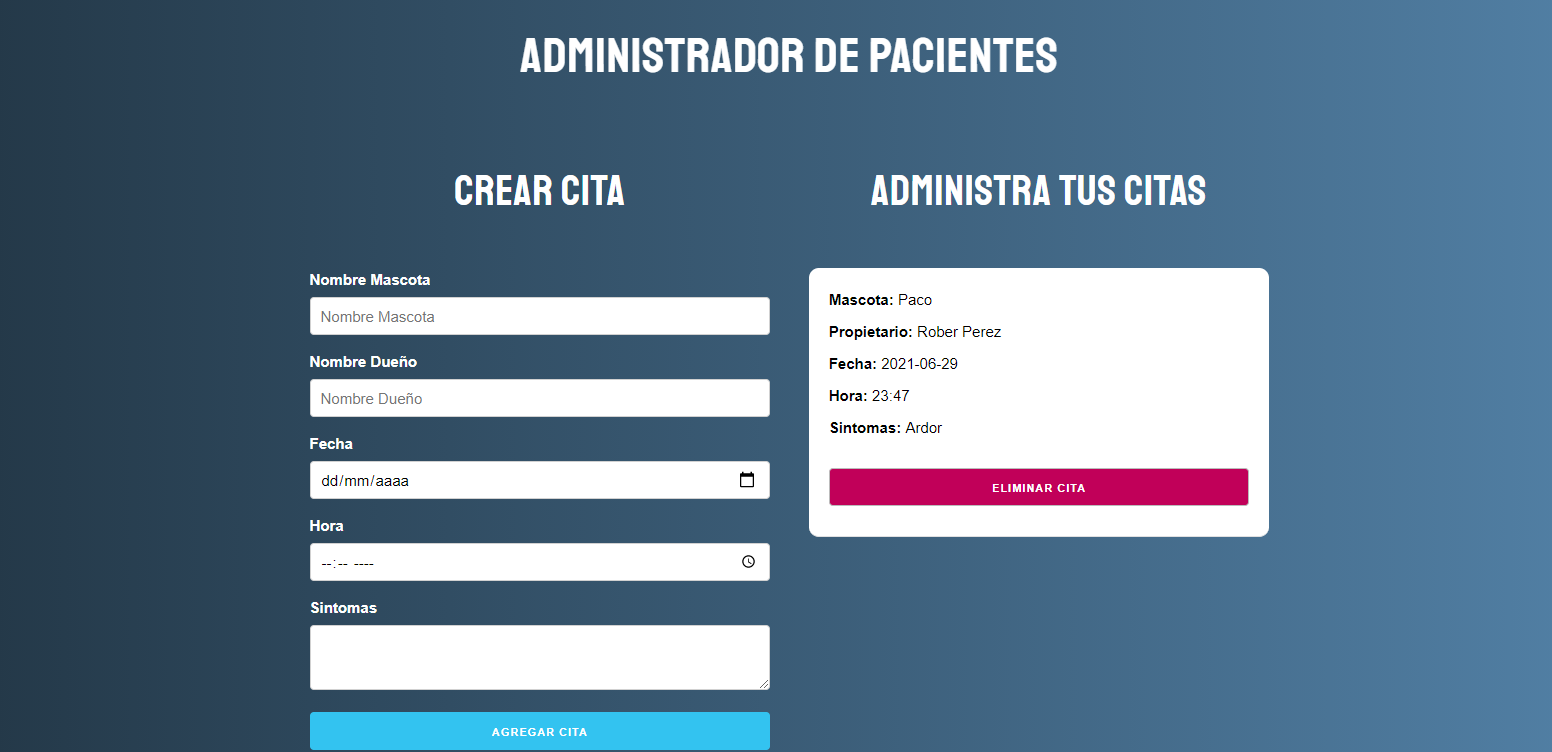 ADMINISTRADOR DE PACIENTES
CREAR CITA
Nombre Mascota
Nombre Mascota
Nombre Dueño
Nombre Dueño
Fecha
dd/mm/aaaa
Hora
--:-- ----
Sintomas
AGREGAR CITA
ADMINISTRA TUS CITAS
Mascota: Paco
Propietario: Rober Perez
Fecha: 2021-06-29
Hora: 23:47
Sintomas: Ardor
ELIMINAR CITA